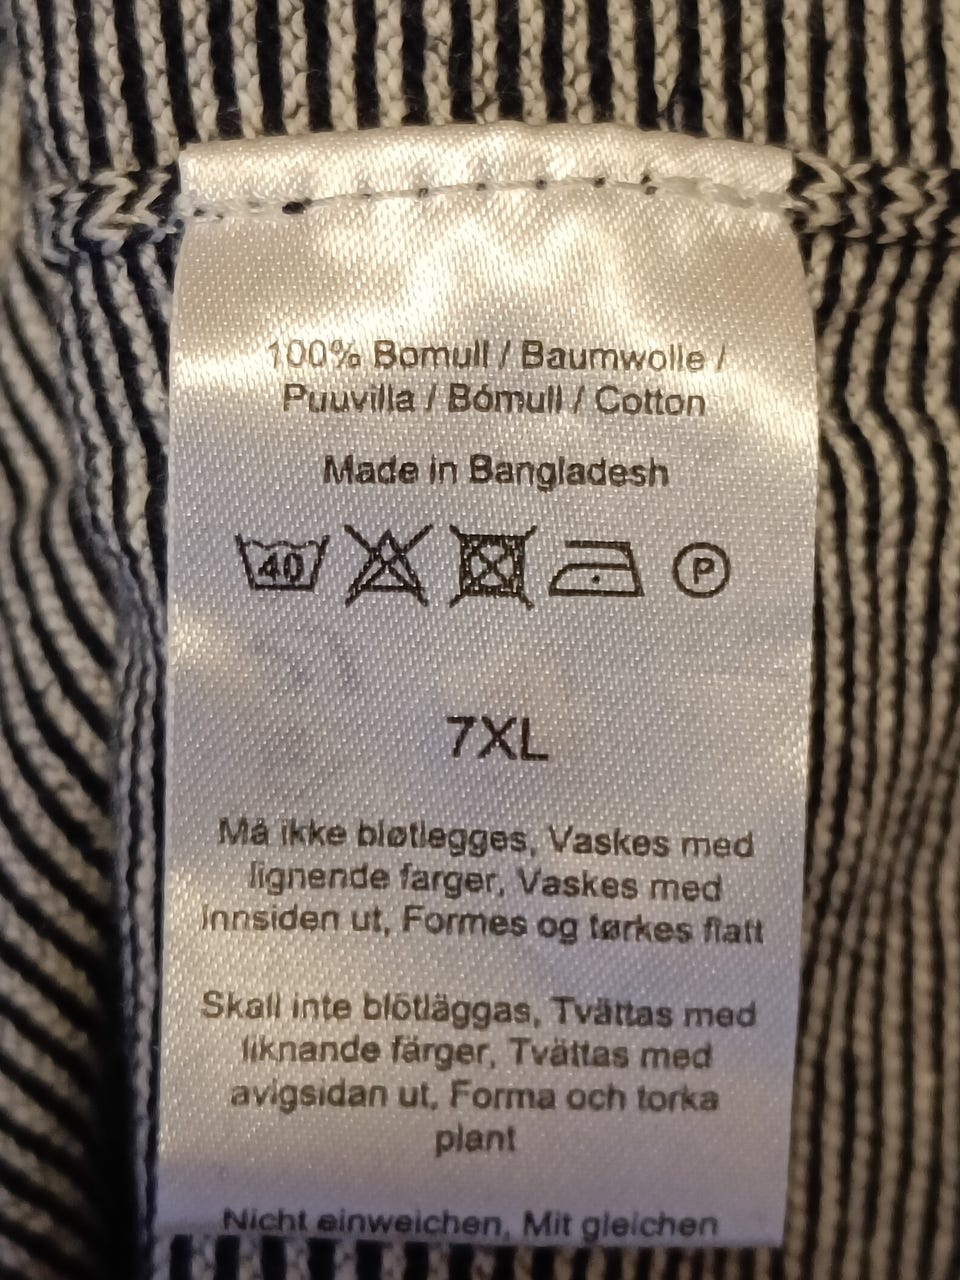 100% Bomull / Baumwolle /
Puuvilla / Bómull / Cotton
Made in Bangladesh
40 P
7XL
Må ikke bløtlegges, Vaskes med
lignende farger, Vaskes med
innsiden ut, Formes og tørkes flatt
Skall inte blötläggas, Tvättas med
liknande färger, Tvättas med
avigsidan ut, Forma och torka
plant
Nicht einweichen, Mit gleichen